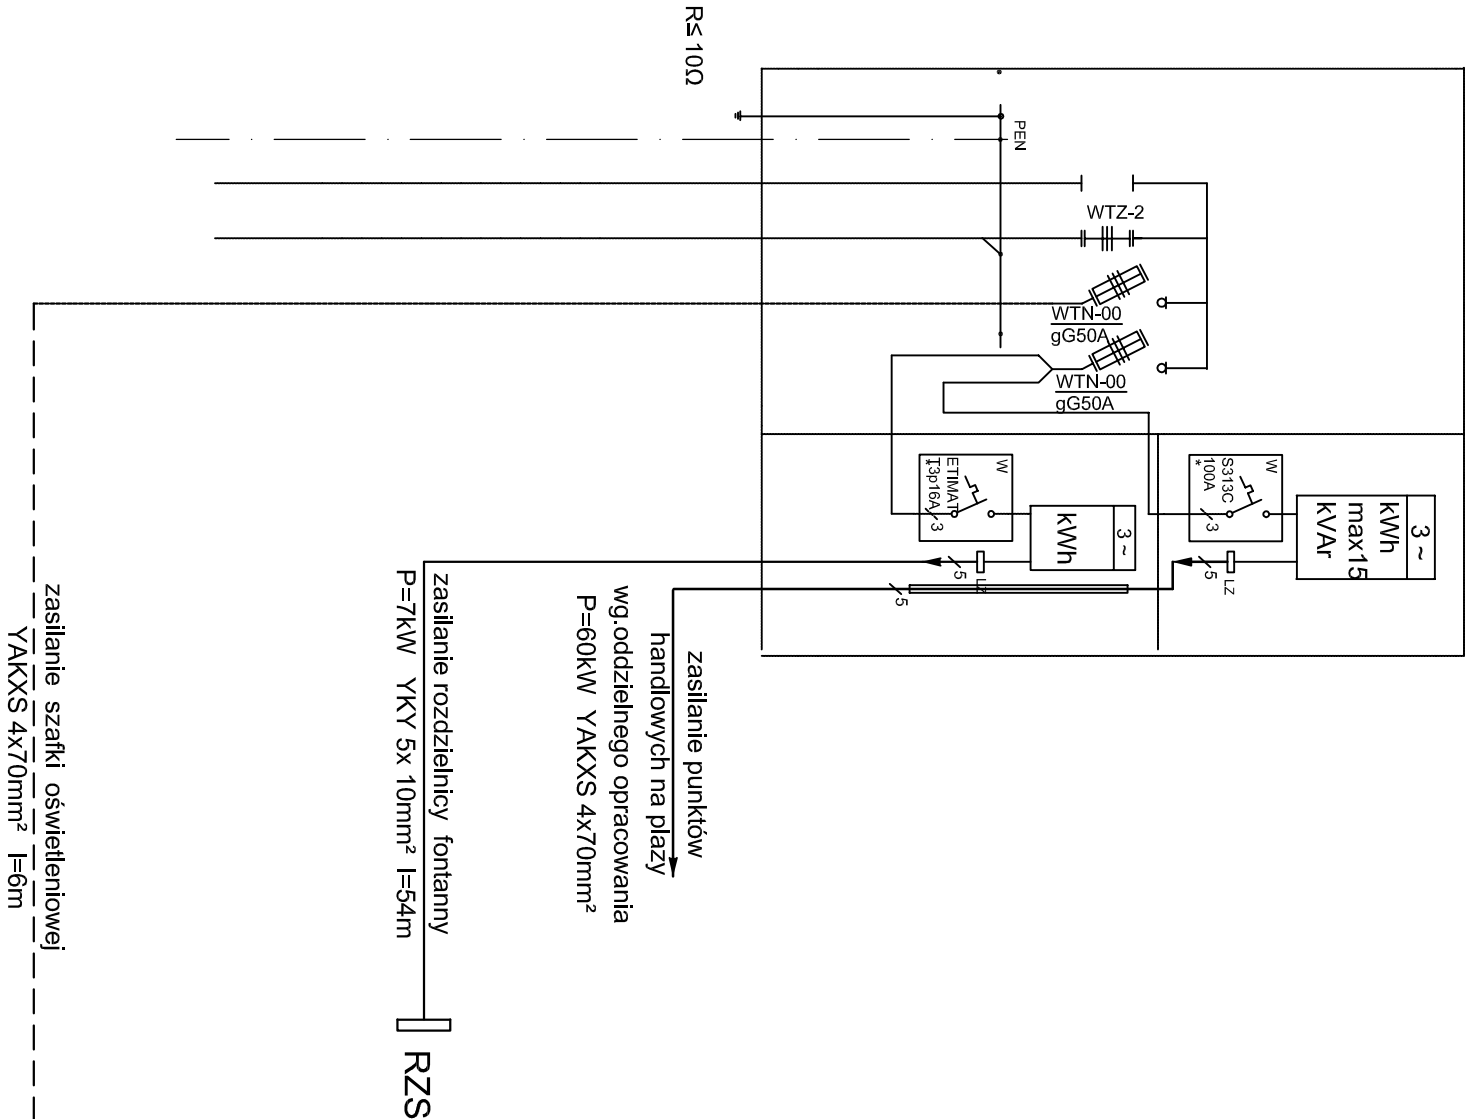 R≤ 10Ω
PEN
WTZ-2
WTN-00
gG50A
WTN-00
gG50A
W
ETIMAT
T3p16A
*
3
3 ~
kWh
5
LZ
W
S313C
100A
*
3
3 ~
kWh
max15
kVAr
5
LZ
5
zasilanie punktów
handlowych na plazy
wg.oddzielnego opracowania
P=60kW YAKXS 4x70mm²
zasilanie rozdzielnicy fontanny
P=7kW YKY 5x 10mm² l=54m
RZS
zasilanie szafki oświetleniowej
YAKXS 4x70mm² l=6m